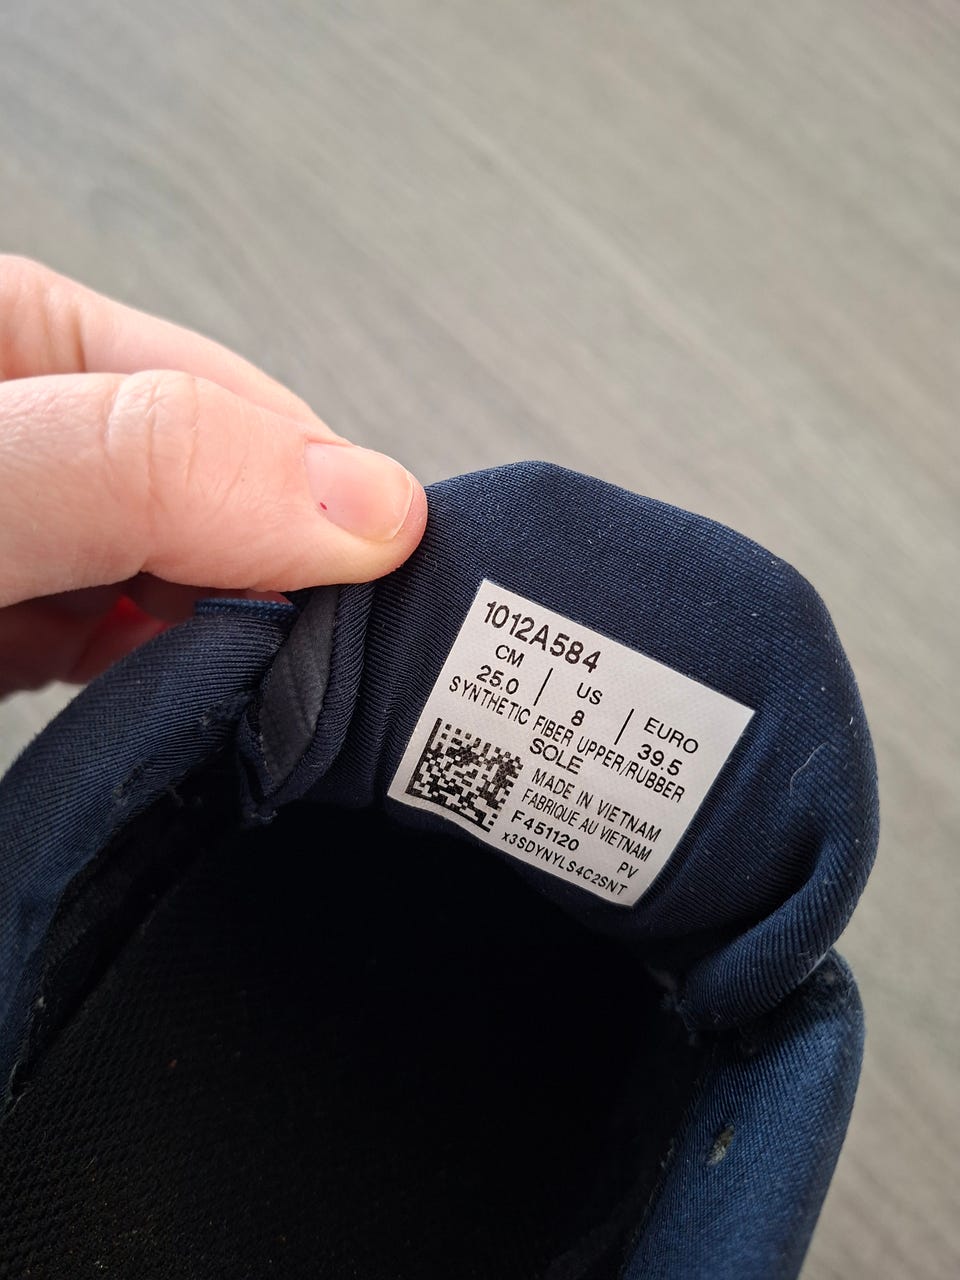 1012A584
CM | US | EURO
25.0 8 39.5
SYNTHETIC FIBER UPPER/RUBBER
SOLE
MADE IN VIETNAM
FABRIQUE AU VIETNAM
F451120 PV
x3SDYNYLS4C2SNT